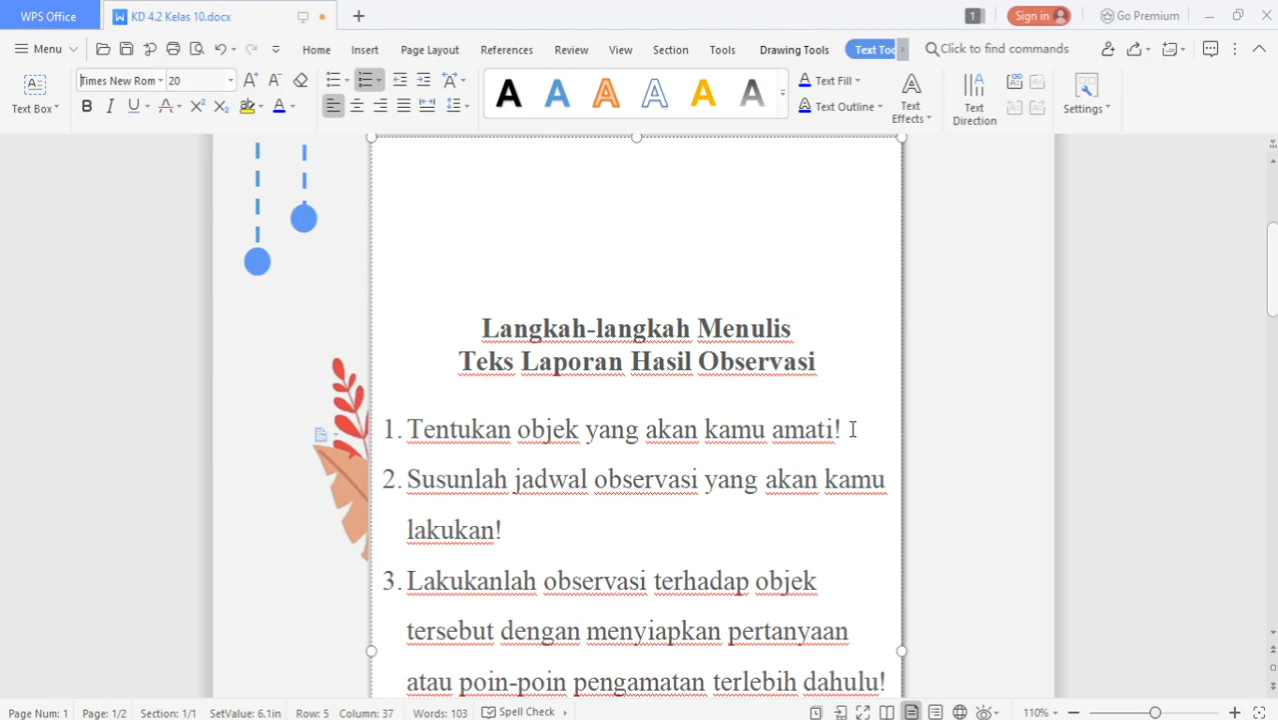 WPS Office
KD 4.2 Kelas 10.docx
1
Sign in
Go Premium
Menu
Home
Insert
Page Layout
References
Review
View
Section
Tools
Drawing Tools
Text Too
Click to find commands
Text Box
Times New Rom
20
Text Fill
Text Outline
Text Effects
Text Direction
Settings
Langkah-langkah Menulis
Teks Laporan Hasil Observasi
1. Tentukan objek yang akan kamu amati!
2. Susunlah jadwal observasi yang akan kamu
lakukan!
3. Lakukanlah observasi terhadap objek
tersebut dengan menyiapkan pertanyaan
atau poin-poin pengamatan terlebih dahulu!
Page Num: 1
Page: 1/2
Section: 1/1
SetValue: 6.1in
Row: 5
Column: 37
Words: 103
Spell Check
110%